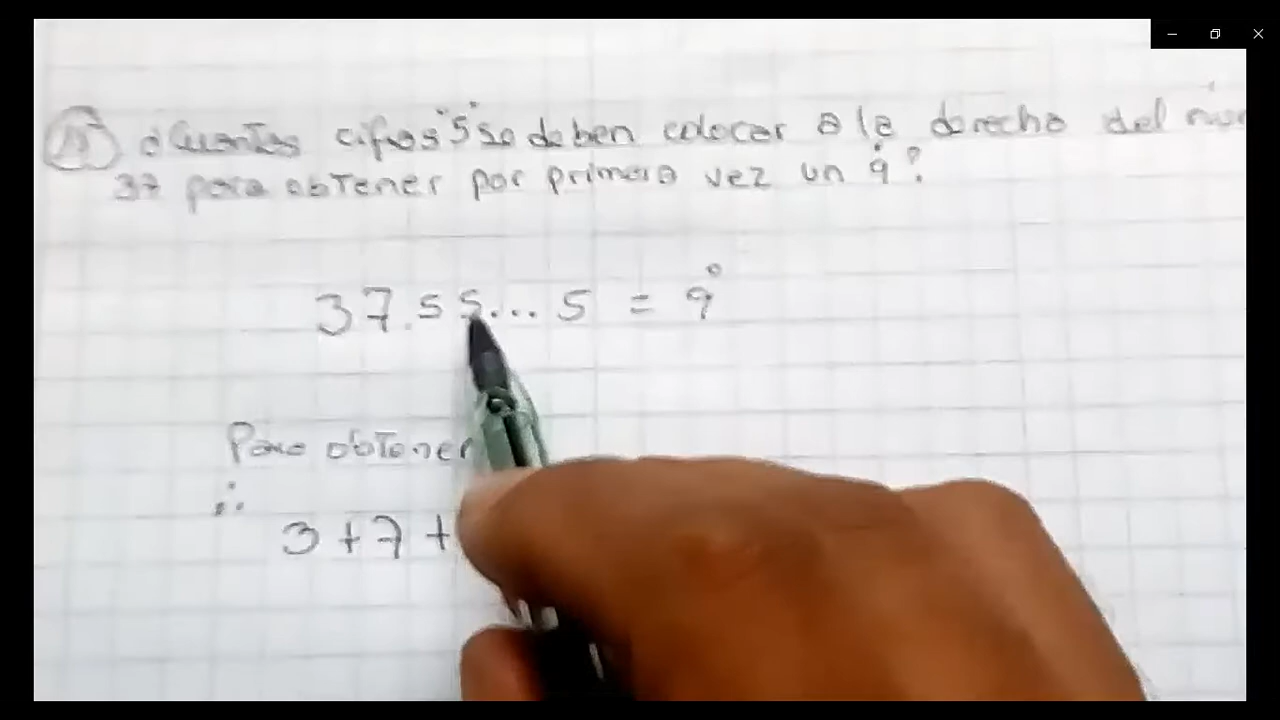 ¿Cuantas cifras "5" se deben colocar a la derecha del
37 para obtener por primera vez un 9°?
37.55...5 = 9°
Para obtener
∴
3+7+